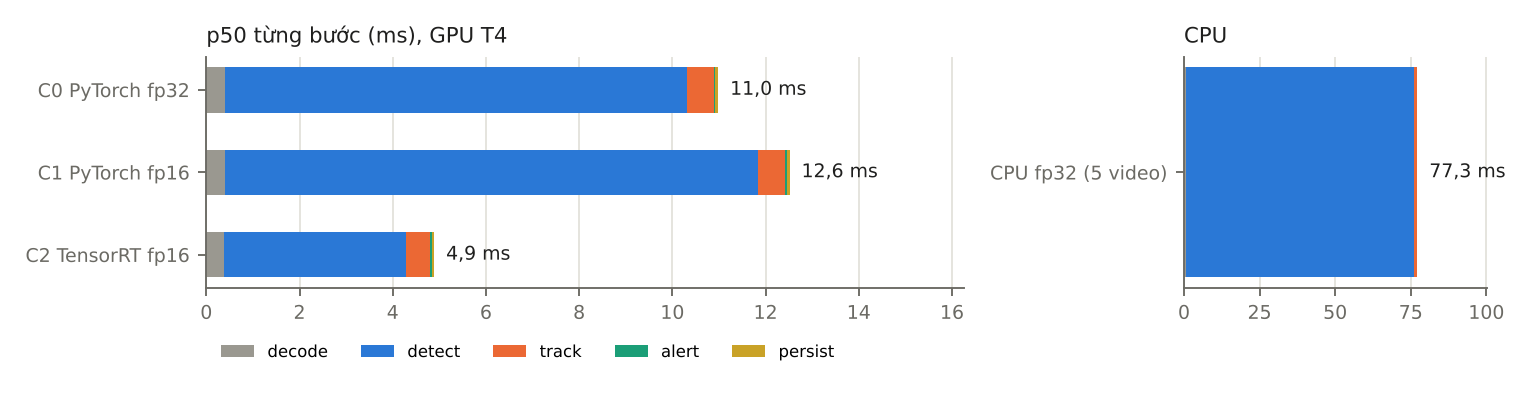 p50 từng bước (ms), GPU T4
C0 PyTorch fp32
11,0 ms
C1 PyTorch fp16
12,6 ms
C2 TensorRT fp16
4,9 ms
0 2 4 6 8 10 12 14 16
decode detect track alert persist
CPU
CPU fp32 (5 video)
77,3 ms
0 25 50 75 100